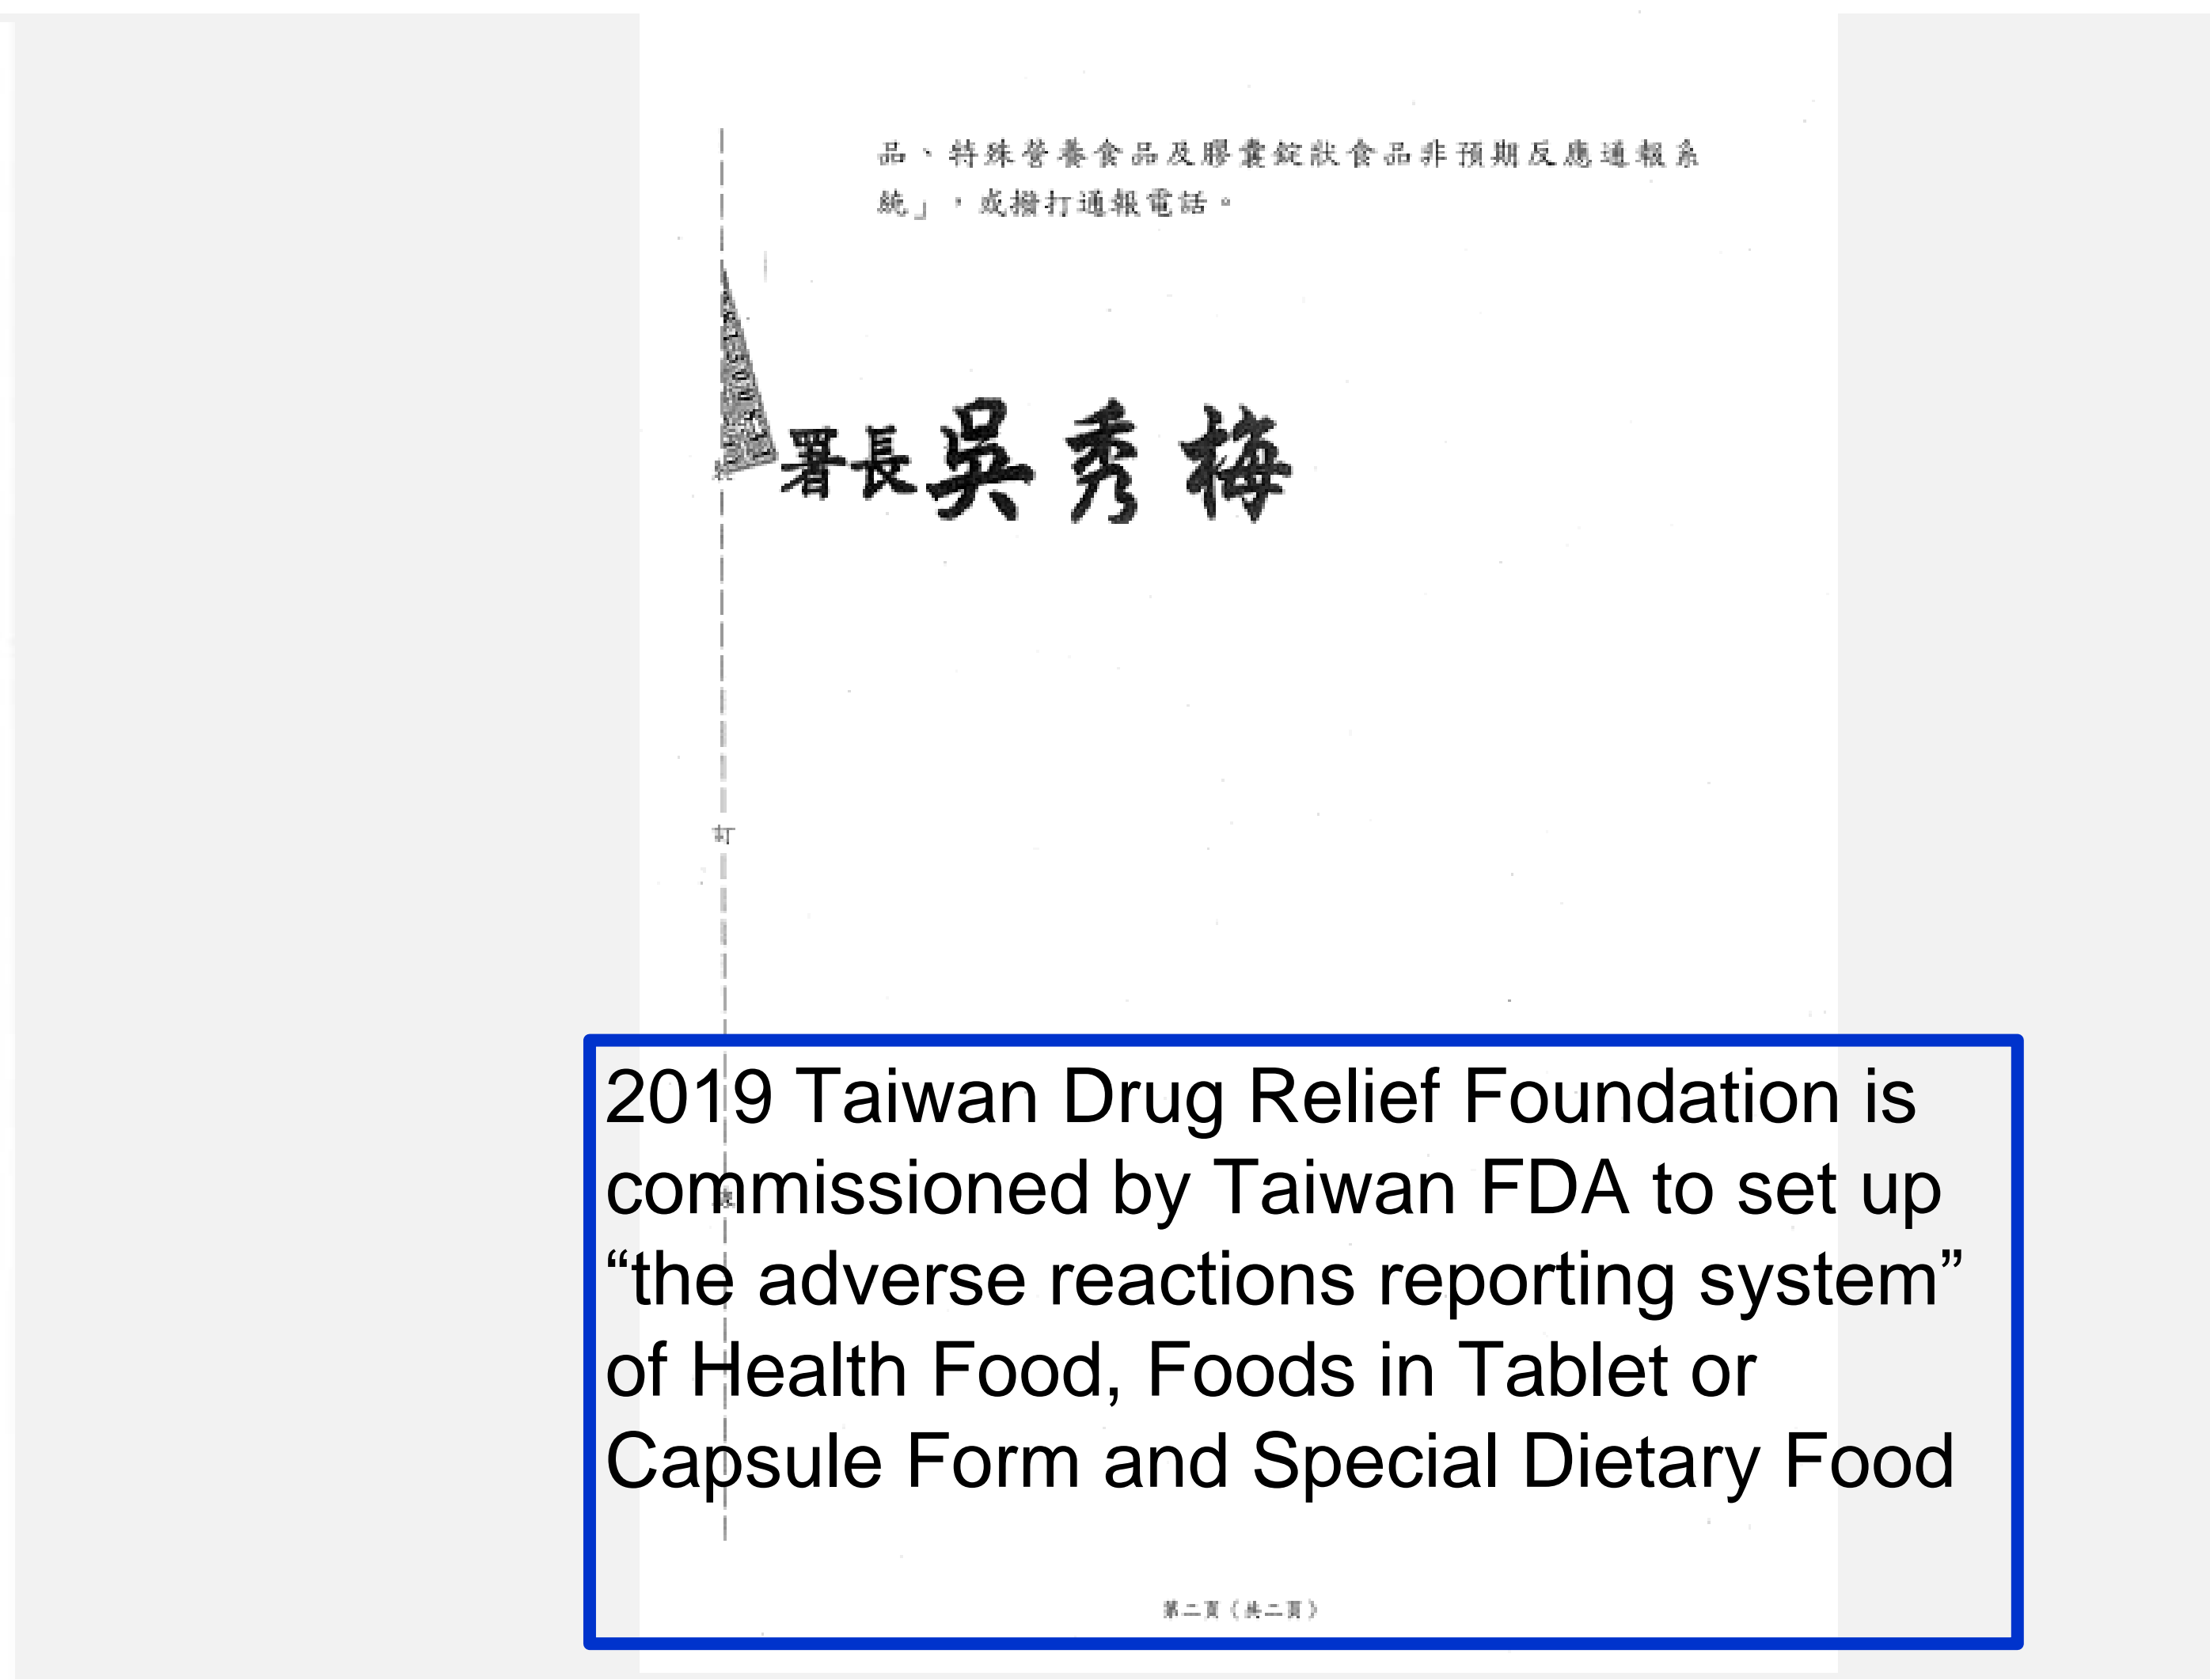 品、特殊營養食品及膠囊錠狀食品非預期反應通報系
統」，或撥打通報電話。
署長吳秀梅
訂
2019 Taiwan Drug Relief Foundation is
commissioned by Taiwan FDA to set up
“the adverse reactions reporting system”
of Health Food, Foods in Tablet or
Capsule Form and Special Dietary Food
第二頁（共二頁）